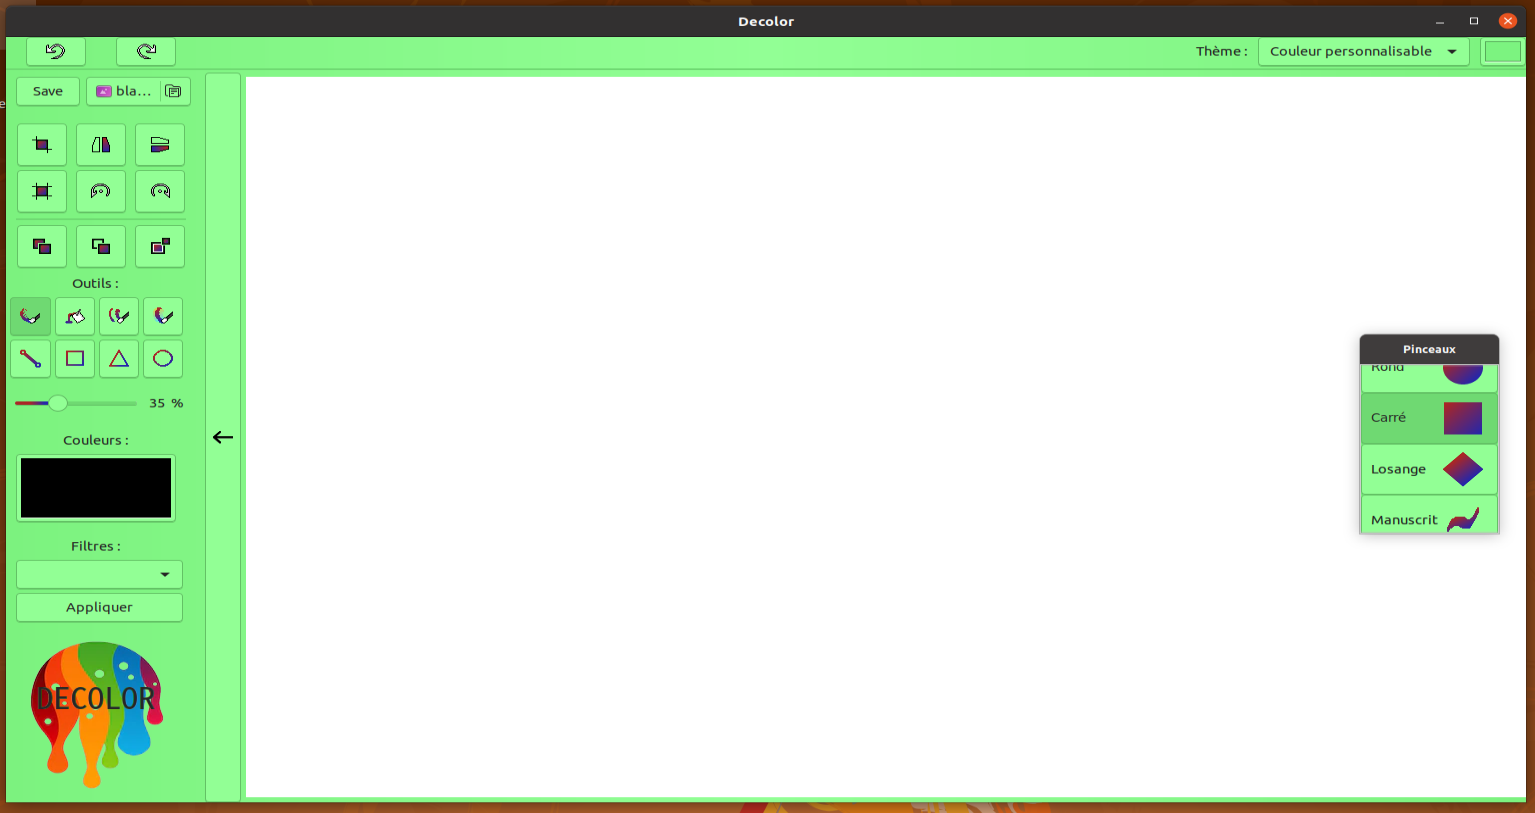 Decolor
Thème : Couleur personnalisable
Save bla...
Outils :
35 %
Couleurs :
Filtres :
Appliquer
DECOLOR
Pinceaux
Rond
Carré
Losange
Manuscrit